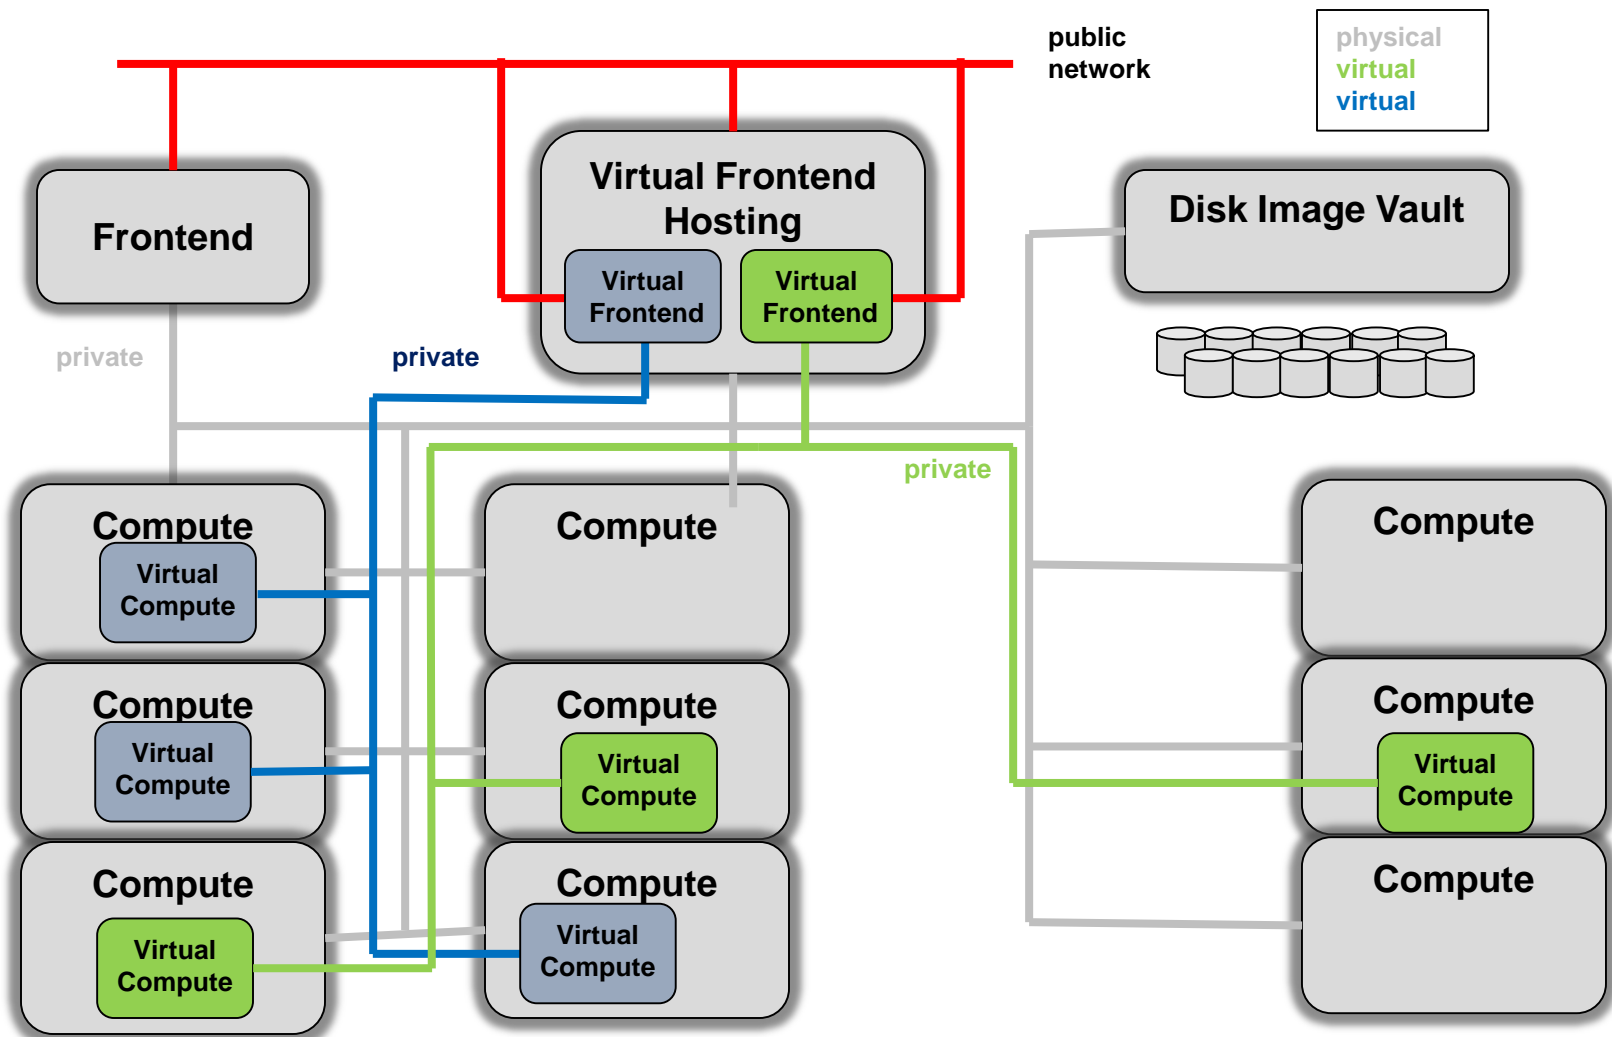 public
network
physical
virtual
virtual
Frontend
Virtual Frontend
Hosting
Virtual
Frontend
Virtual
Frontend
Disk Image Vault
private
private
private
Compute
Virtual
Compute
Compute
Compute
Compute
Virtual
Compute
Compute
Virtual
Compute
Compute
Virtual
Compute
Compute
Virtual
Compute
Compute
Virtual
Compute
Compute